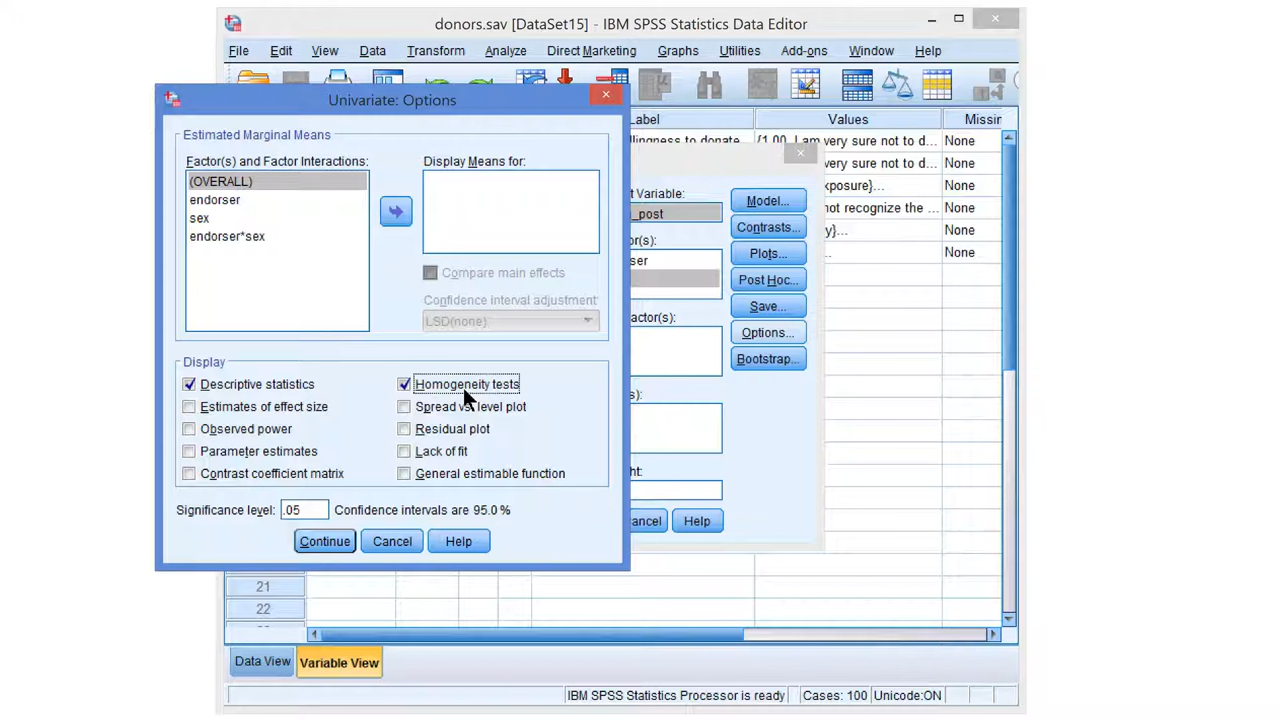 donors.sav [DataSet15] - IBM SPSS Statistics Data Editor
File Edit View Data Transform Analyze Direct Marketing Graphs Utilities Add-ons Window Help
Univariate: Options
Estimated Marginal Means
Factor(s) and Factor Interactions:
(OVERALL)
endorser
sex
endorser*sex
Display Means for:
Compare main effects
Confidence interval adjustment
LSD(none)
Display
Descriptive statistics
Homogeneity tests
Estimates of effect size
Spread vs. level plot
Observed power
Residual plot
Parameter estimates
Lack of fit
Contrast coefficient matrix
General estimable function
Significance level: .05 Confidence intervals are 95.0 %
Continue Cancel Help
Label Values Missin
llingness to donate {1.00, I am very sure not to d... None
very sure not to d... None
xposure}... None
not recognize the ... None
y}... None
... None
t Variable:
_post
or(s):
ser
actor(s):
s):
ht:
Model...
Contrasts...
Plots...
Post Hoc...
Save...
Options...
Bootstrap...
ancel Help
21
22
Data View Variable View
IBM SPSS Statistics Processor is ready Cases: 100 Unicode:ON